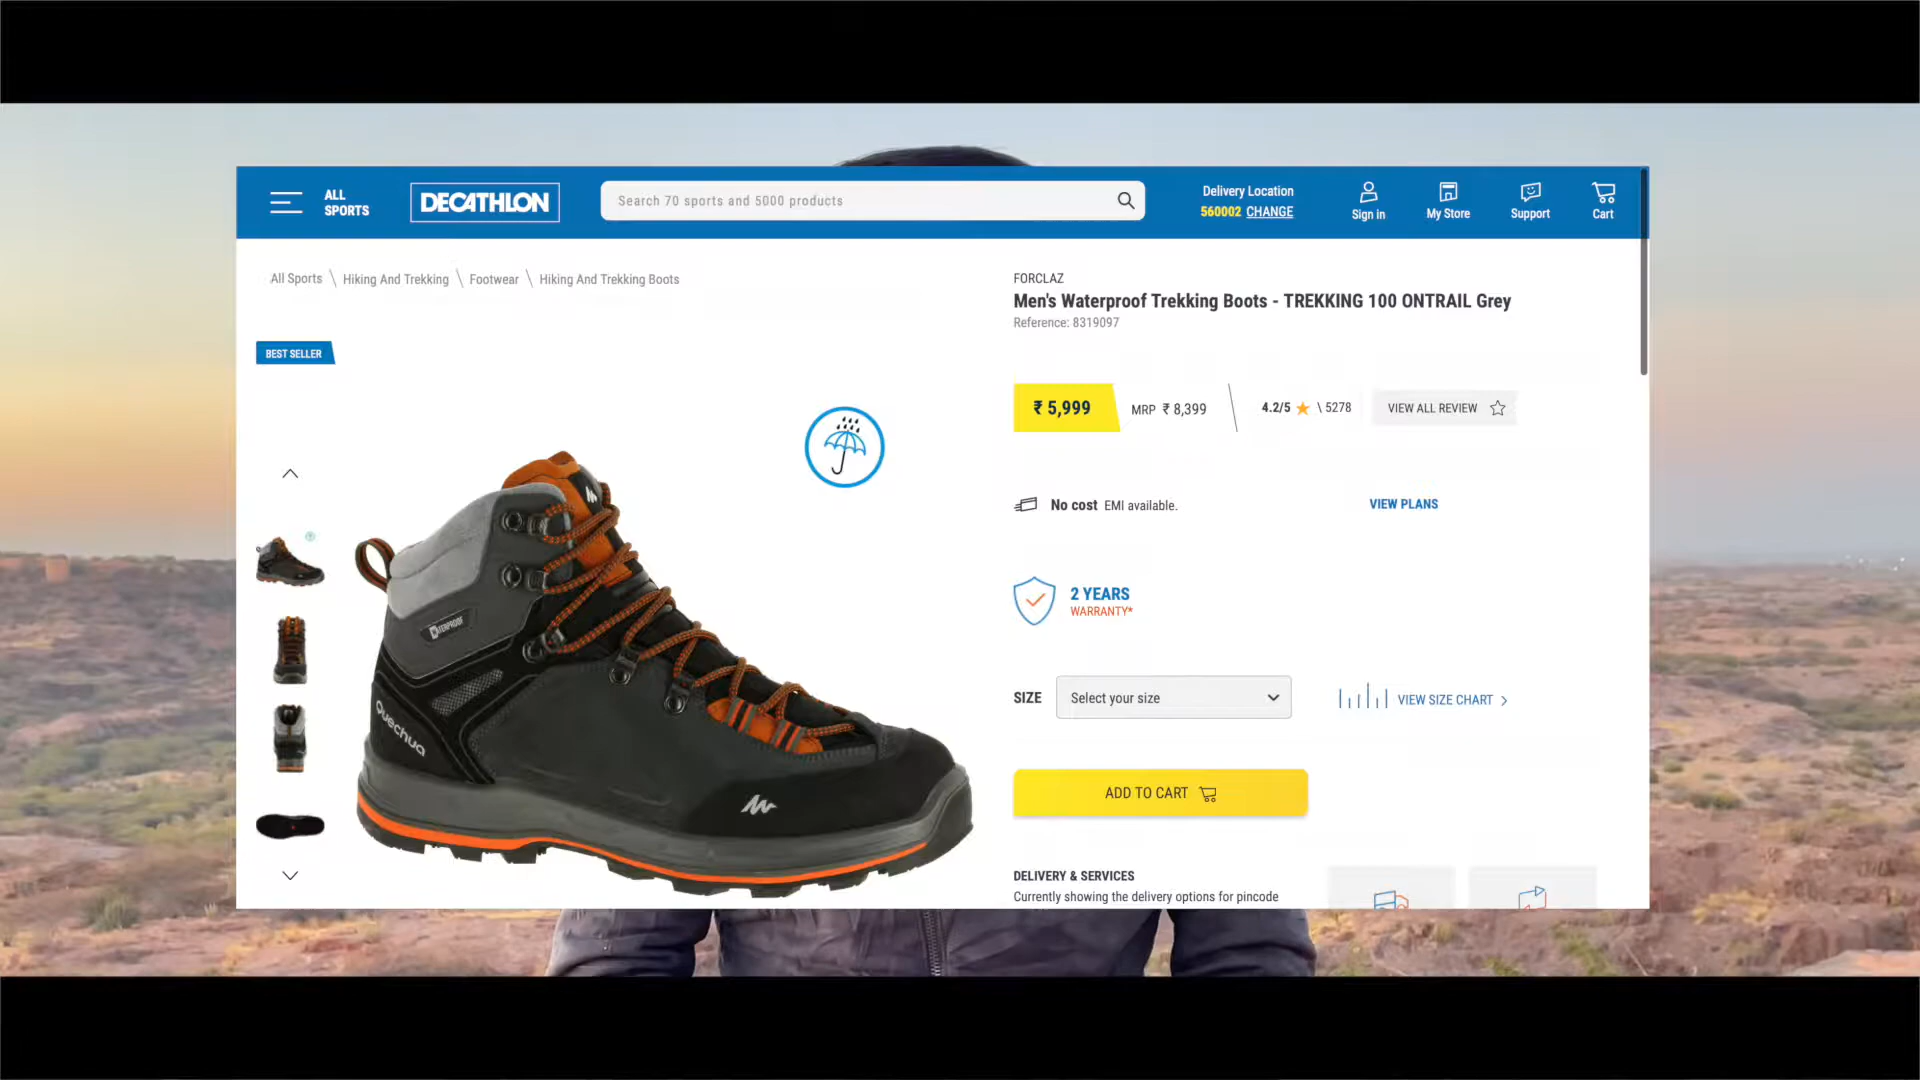 ALL
SPORTS
DECATHLON
Search 70 sports and 5000 products
Delivery Location
560002 CHANGE
Sign in
My Store
Support
Cart
All Sports \ Hiking And Trekking \ Footwear \ Hiking And Trekking Boots
FORCLAZ
Men's Waterproof Trekking Boots - TREKKING 100 ONTRAIL Grey
Reference: 8319097
BEST SELLER
₹ 5,999
MRP ₹ 8,399
4.2/5 ★ \ 5278
VIEW ALL REVIEW
No cost EMI available.
VIEW PLANS
2 YEARS
WARRANTY*
WATERPROOF
Quechua
SIZE
Select your size
VIEW SIZE CHART >
ADD TO CART
DELIVERY & SERVICES
Currently showing the delivery options for pincode